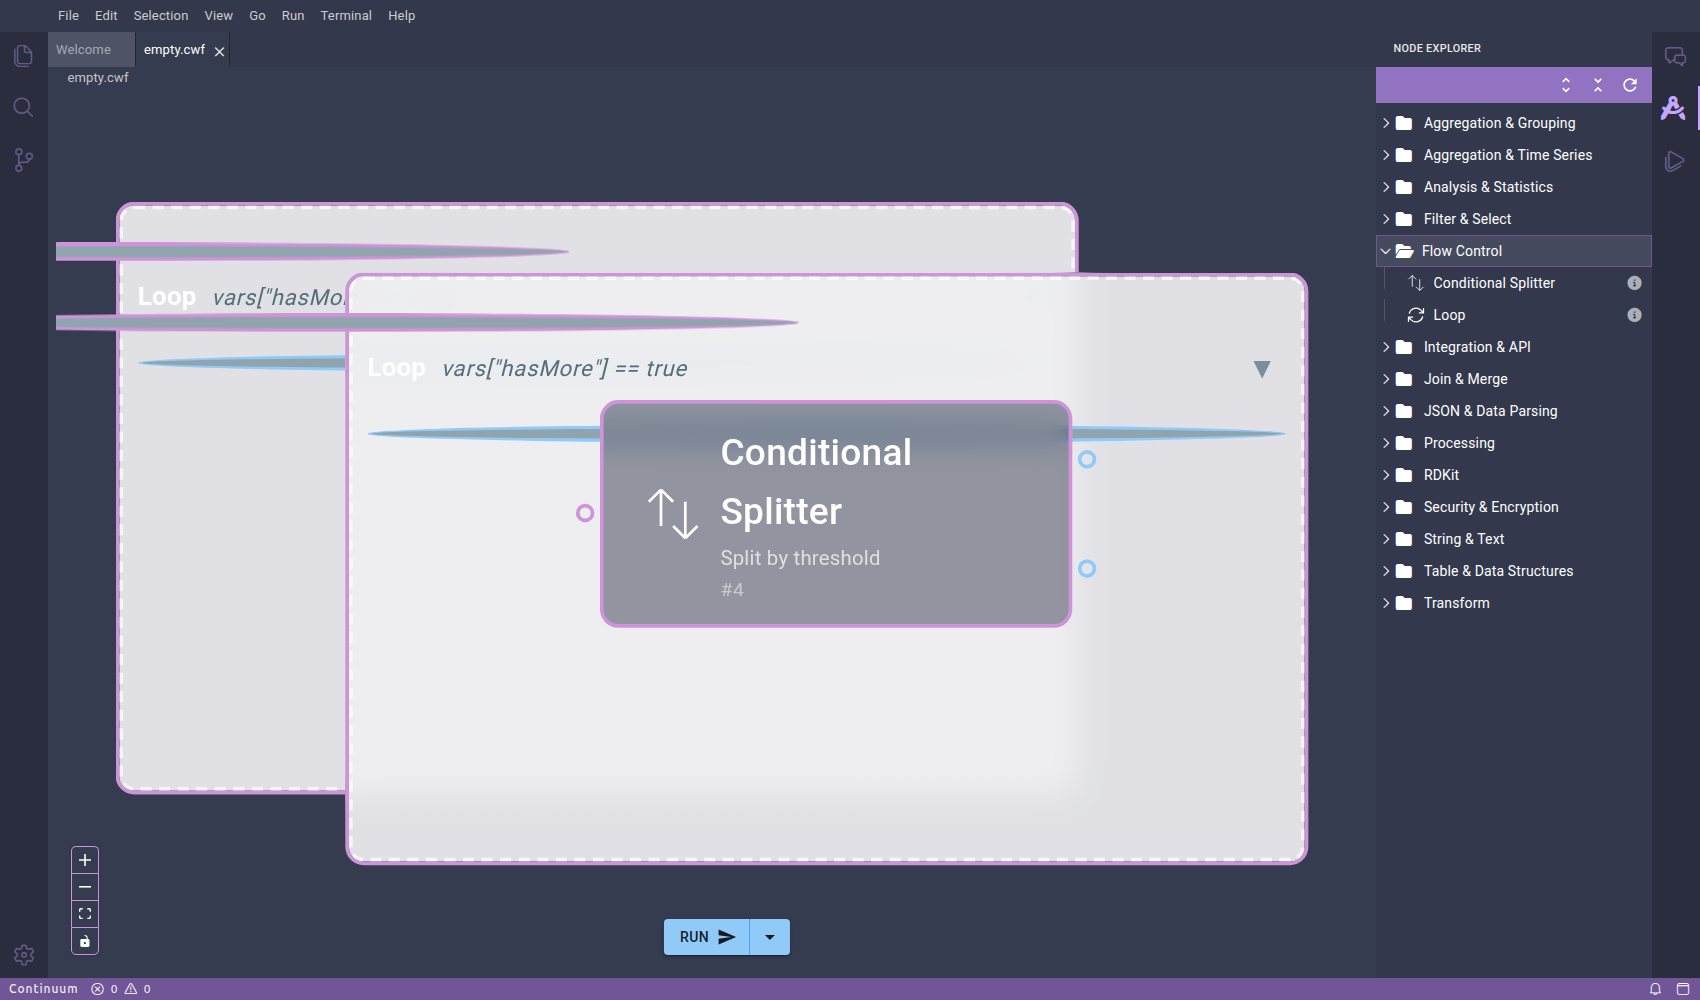 File Edit Selection View Go Run Terminal Help
Welcome
empty.cwf
empty.cwf
NODE EXPLORER
Aggregation & Grouping
Aggregation & Time Series
Analysis & Statistics
Filter & Select
Flow Control
Conditional Splitter
Loop
Integration & API
Join & Merge
JSON & Data Parsing
Processing
RDKit
Security & Encryption
String & Text
Table & Data Structures
Transform
Loop vars["hasMor
Loop vars["hasMore"] == true
Conditional
Splitter
Split by threshold
#4
RUN
Continuum 0 0